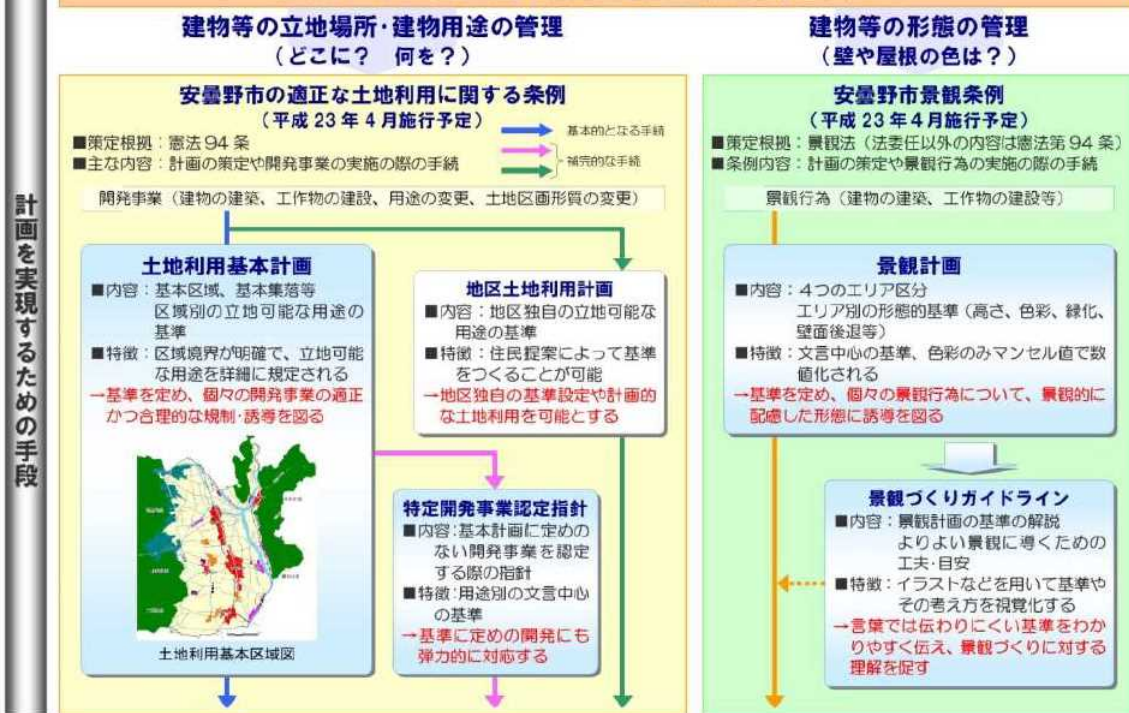 計画を実現するための手段
建物等の立地場所・建物用途の管理
（どこに？　何を？）
安曇野市の適正な土地利用に関する条例
（平成23年4月施行予定）
■策定根拠：憲法94条
■主な内容：計画の策定や開発事業の実施の際の手続
基本的となる手続
補完的な手続
開発事業（建物の建築、工作物の建設、用途の変更、土地区画形質の変更）
土地利用基本計画
■内容：基本区域、基本集落等
区域別の立地可能な用途の
基準
■特徴：区域境界が明確で、立地可能
な用途を詳細に規定される
→基準を定め、個々の開発事業の適正
かつ合理的な規制・誘導を図る
土地利用基本区域図
地区土地利用計画
■内容：地区独自の立地可能な
用途の基準
■特徴：住民提案によって基準
をつくることが可能
→地区独自の基準設定や計画的
な土地利用を可能とする
特定開発事業認定指針
■内容：基本計画に定めの
ない開発事業を認定
する際の指針
■特徴：用途別の文言中心
の基準
→基準に定めの開発にも
弾力的に対応する
建物等の形態の管理
（壁や屋根の色は？）
安曇野市景観条例
（平成23年4月施行予定）
■策定根拠：景観法（法委任以外の内容は憲法第94条）
■条例内容：計画の策定や景観行為の実施の際の手続
景観行為（建物の建築、工作物の建設等）
景観計画
■内容：4つのエリア区分
エリア別の形態的基準（高さ、色彩、緑化、
壁面後退等）
■特徴：文言中心の基準、色彩のみマンセル値で数
値化される
→基準を定め、個々の景観行為について、景観的に
配慮した形態に誘導を図る
景観づくりガイドライン
■内容：景観計画の基準の解説
よりよい景観に導くための
工夫・目安
■特徴：イラストなどを用いて基準や
その考え方を視覚化する
→言葉では伝わりにくい基準をわか
りやすく伝え、景観づくりに対する
理解を促す